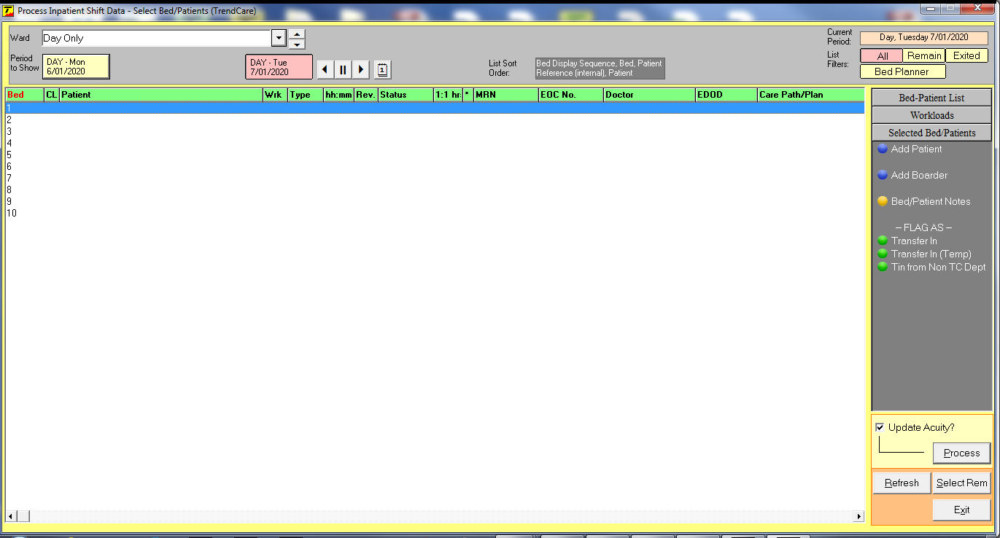 Process Inpatient Shift Data - Select Bed/Patients (TrendCare)
Ward
Day Only
Current Period:
Day, Tuesday 7/01/2020
Period to Show
DAY - Mon
6/01/2020
DAY - Tue
7/01/2020
1
List Sort Order:
Bed Display Sequence, Bed, Patient
Reference (internal), Patient
List Filters:
All
Remain
Exited
Bed Planner
Bed CL Patient Wrk Type hh:mm Rev. Status 1:1 hr: * MRN EOC No. Doctor EDOD Care Path/Plan
1
2
3
4
5
6
7
8
9
10
Bed-Patient List
Workloads
Selected Bed/Patients
Add Patient
Add Boarder
Bed/Patient Notes
– FLAG AS –
Transfer In
Transfer In (Temp)
Tin from Non TC Dept
Update Acuity?
Process
Refresh
Select Rem
Exit